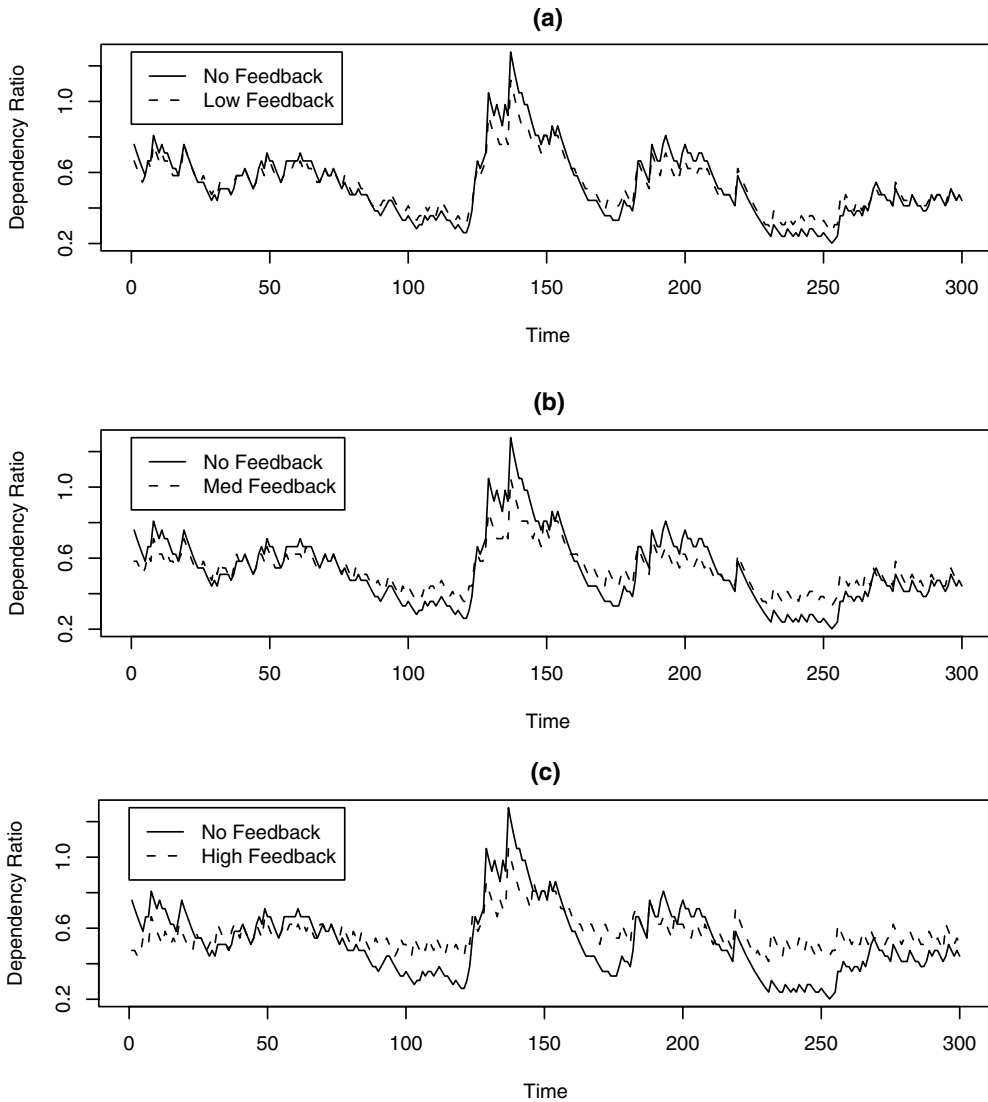 (a)
Dependency Ratio
No Feedback
Low Feedback
1.0
0.6
0.2
0 50 100 150 200 250 300
Time
(b)
Dependency Ratio
No Feedback
Med Feedback
1.0
0.6
0.2
0 50 100 150 200 250 300
Time
(c)
Dependency Ratio
No Feedback
High Feedback
1.0
0.6
0.2
0 50 100 150 200 250 300
Time